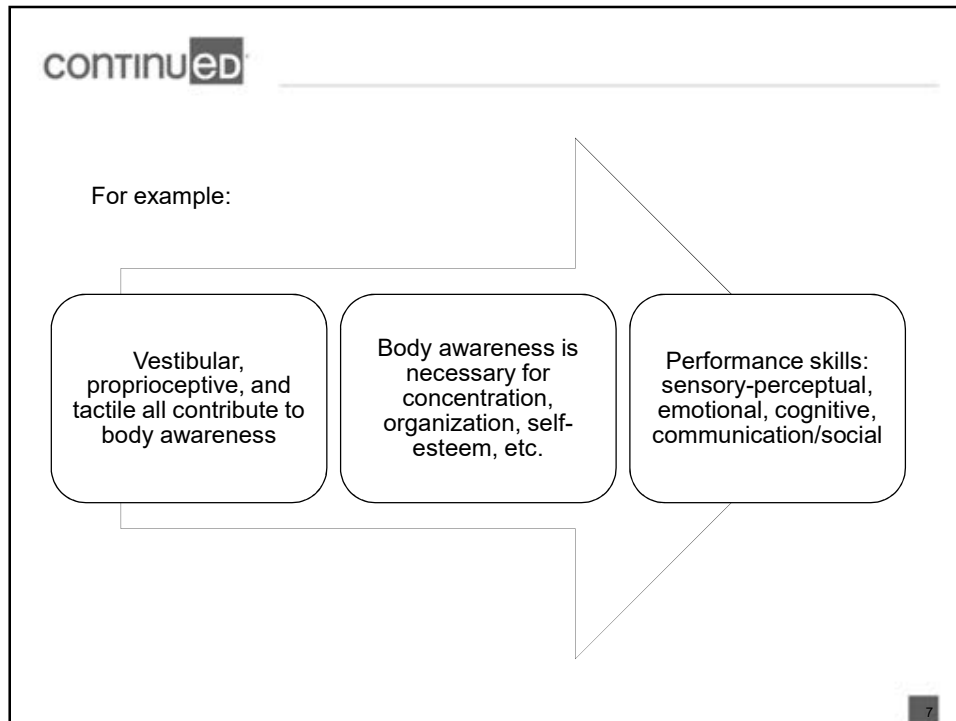 continued
For example:
Vestibular,
proprioceptive, and
tactile all contribute to
body awareness
Body awareness is
necessary for
concentration,
organization, self-
esteem, etc.
Performance skills:
sensory-perceptual,
emotional, cognitive,
communication/social
7